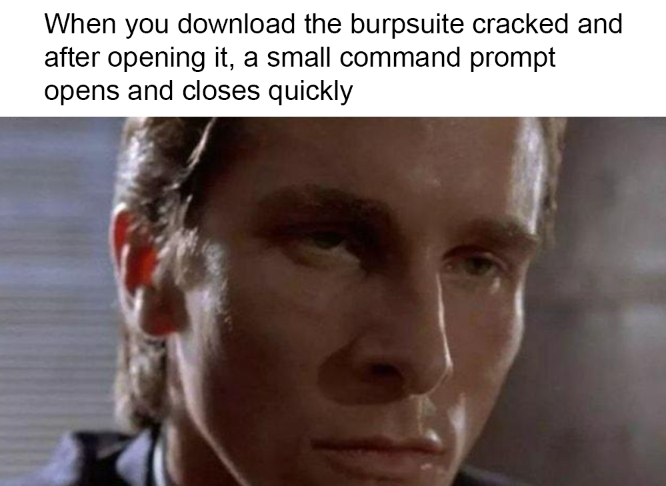 When you download the burpsuite cracked and
after opening it, a small command prompt
opens and closes quickly